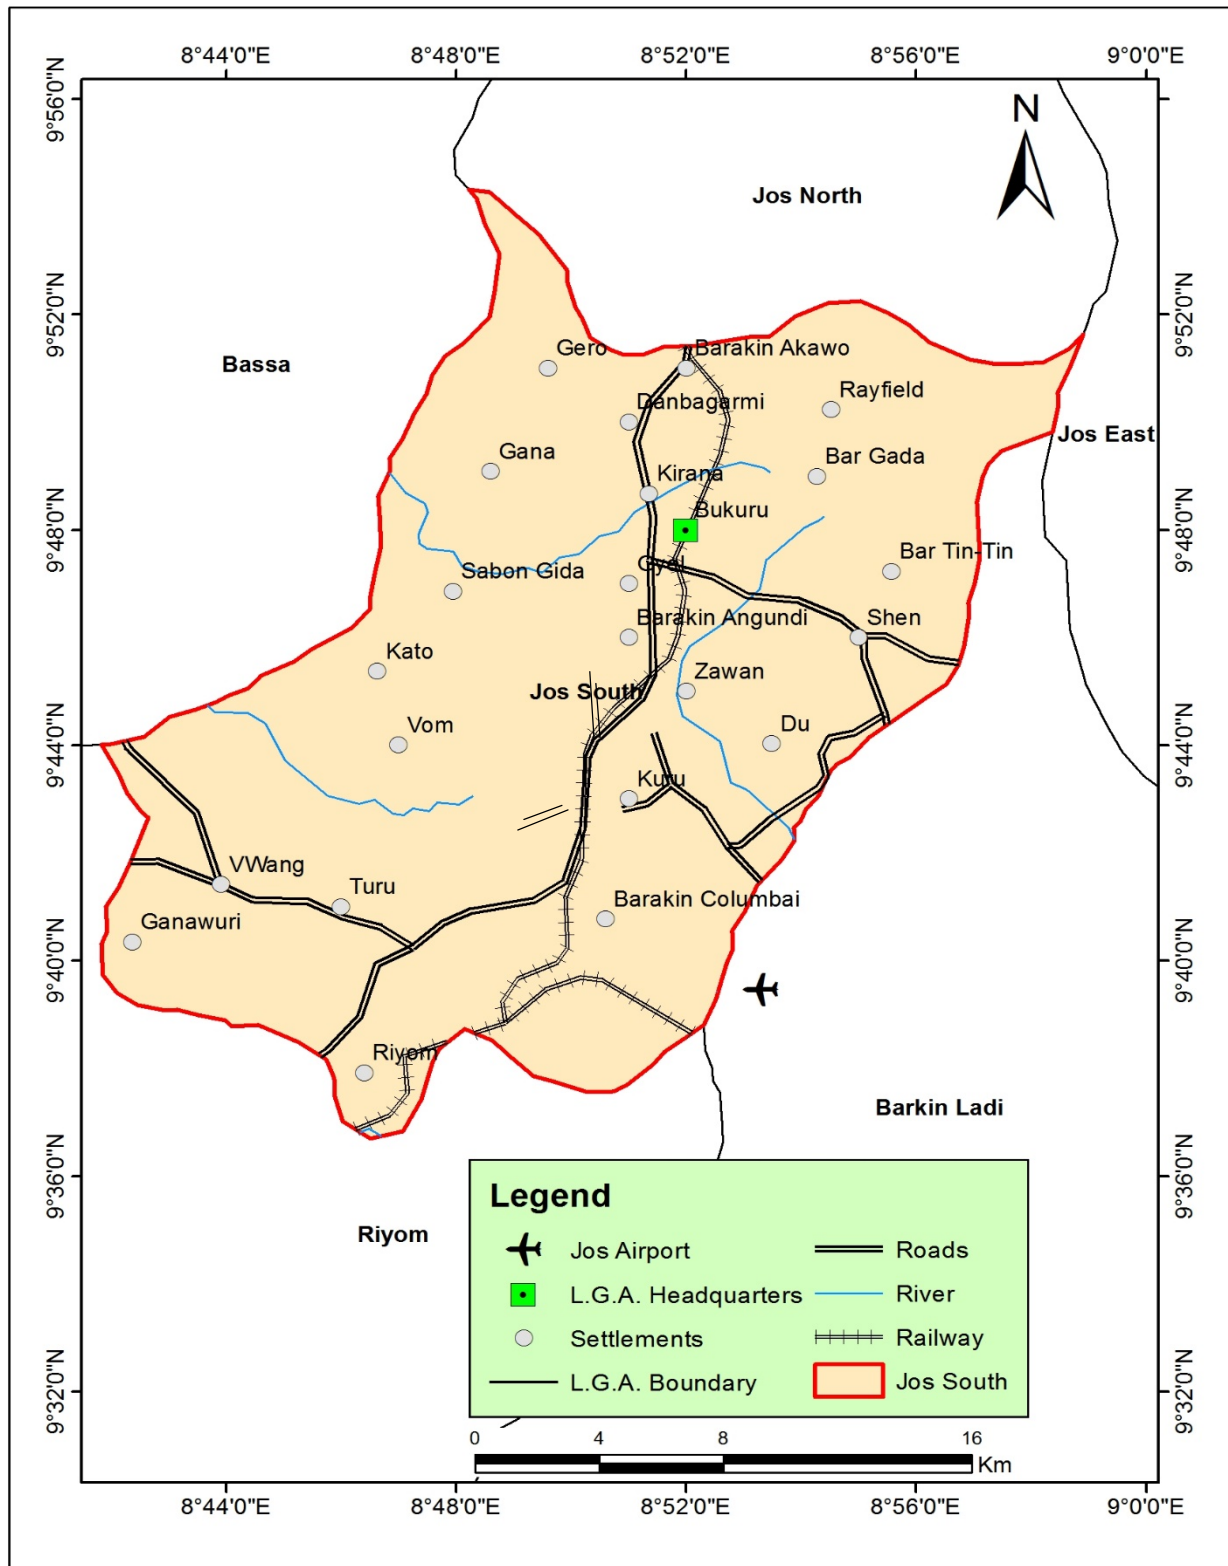 8°44'0"E 8°48'0"E 8°52'0"E 8°56'0"E 9°0'0"E
9°56'0"N
9°52'0"N
9°48'0"N
9°44'0"N
9°40'0"N
9°36'0"N
9°32'0"N
N
Jos North
Bassa
Gero
Barakin Akawo
Rayfield
Danbagarmi
Jos East
Gana
Kirana
Bar Gada
Bukuru
Bar Tin-Tin
Sabon Gida
Gyel
Barakin Angundi
Shen
Kato
Jos South
Zawan
Vom
Du
Kuru
VWang
Turu
Barakin Columbai
Ganawuri
Riyom
Barkin Ladi
Riyom
9°52'0"N
9°48'0"N
9°44'0"N
9°40'0"N
9°36'0"N
9°32'0"N
Legend
Jos Airport
L.G.A. Headquarters
Settlements
L.G.A. Boundary
Roads
River
Railway
Jos South
0 4 8 16
Km
8°44'0"E 8°48'0"E 8°52'0"E 8°56'0"E 9°0'0"E